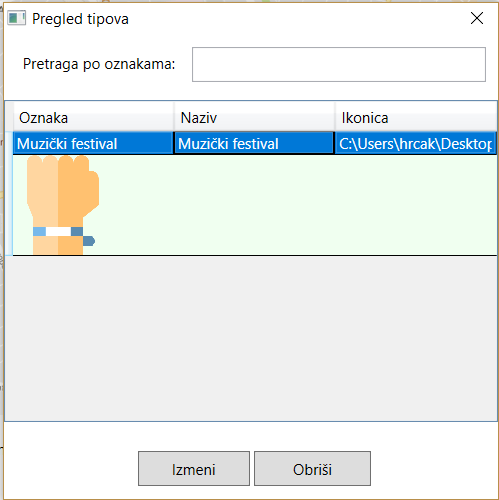 Pregled tipova
Pretraga po oznakama:
Oznaka Naziv Ikonica
Muzički festival Muzički festival C:\Users\hrcak\Desktop
Izmeni Obriši